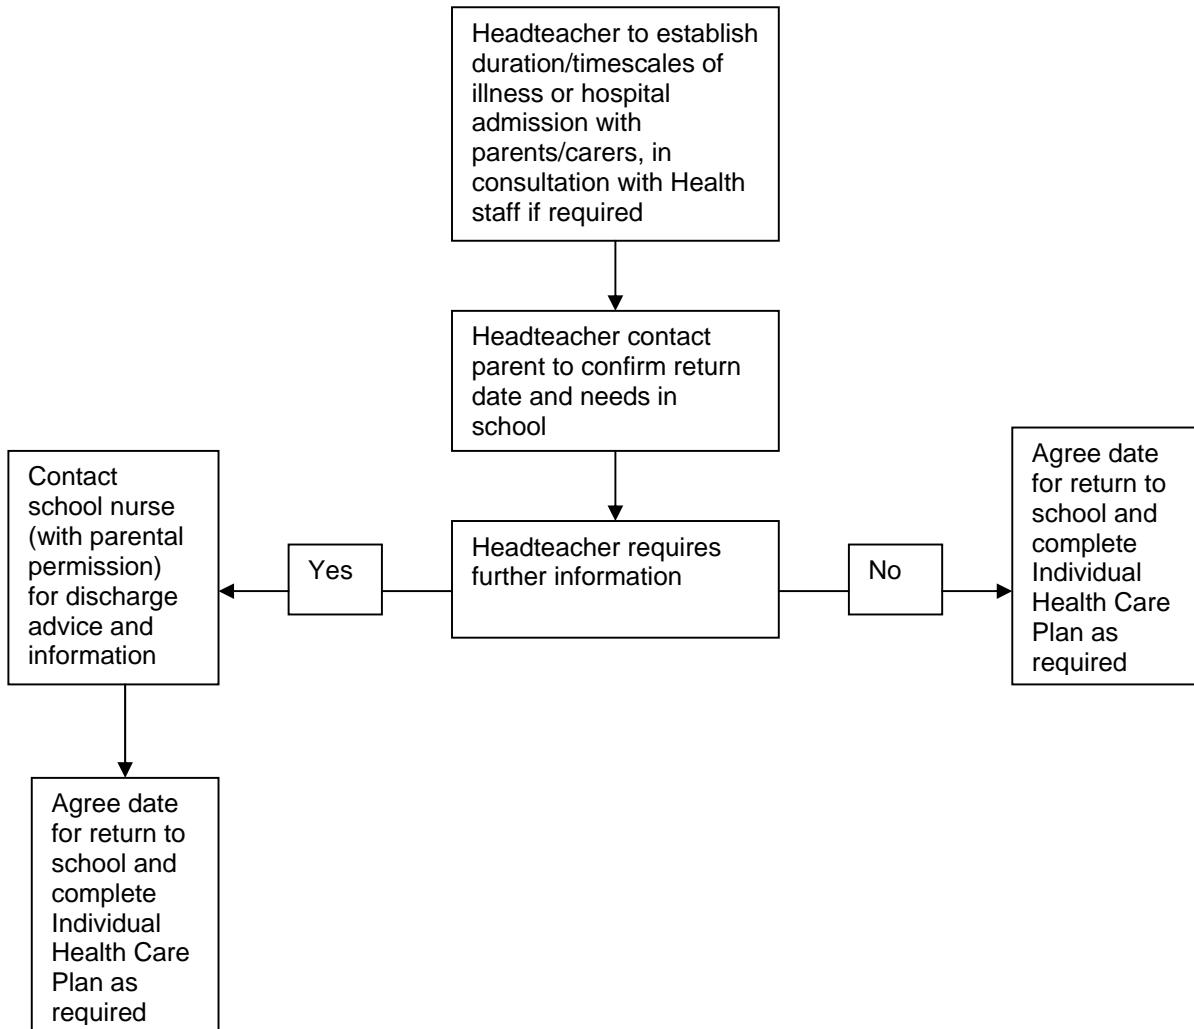 Headteacher to establish
duration/timescales of
illness or hospital
admission with
parents/carers, in
consultation with Health
staff if required
Headteacher contact
parent to confirm return
date and needs in
school
Headteacher requires
further information
Yes
Contact
school nurse
(with parental
permission)
for discharge
advice and
information
Agree date
for return to
school and
complete
Individual
Health Care
Plan as
required
No
Agree date
for return to
school and
complete
Individual
Health Care
Plan as
required